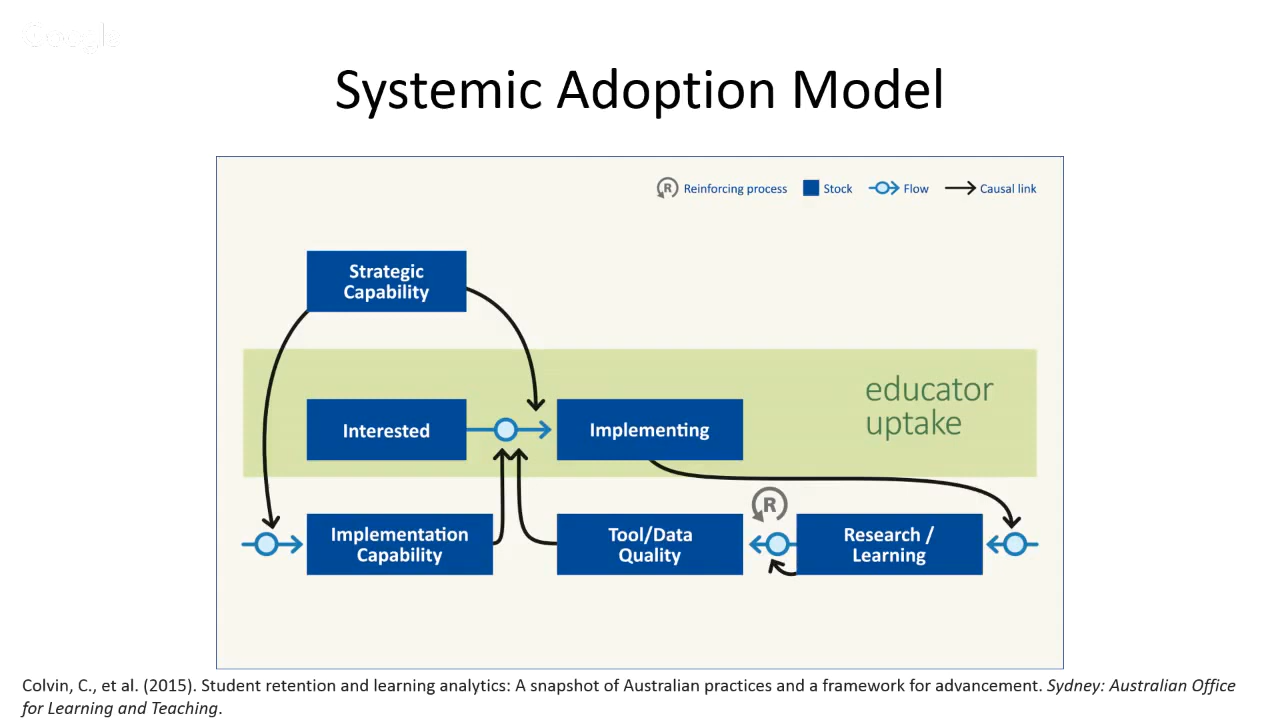 Google
Systemic Adoption Model
R Reinforcing process Stock Flow Causal link
Strategic
Capability
educator
uptake
Interested
Implementing
R
Implementation
Capability
Tool/Data
Quality
Research /
Learning
Colvin, C., et al. (2015). Student retention and learning analytics: A snapshot of Australian practices and a framework for advancement. Sydney: Australian Office
for Learning and Teaching.